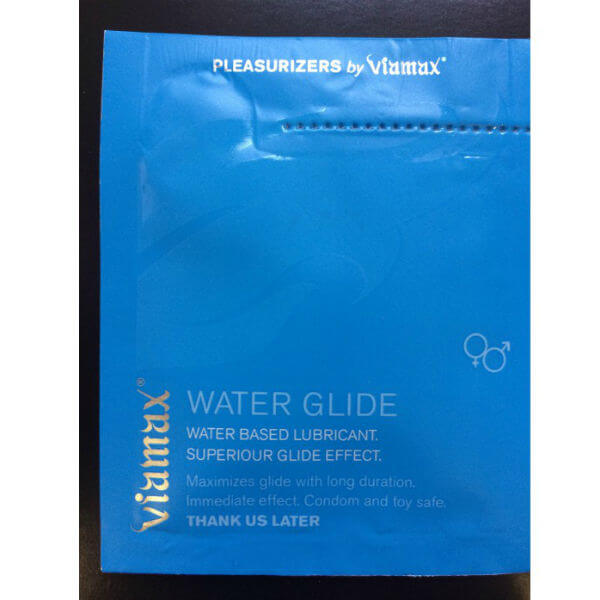 PLEASURIZERS by Viamax®
viamax®
WATER GLIDE
WATER BASED LUBRICANT.
SUPERIOUR GLIDE EFFECT.
Maximizes glide with long duration.
Immediate effect. Condom and toy safe.
THANK US LATER